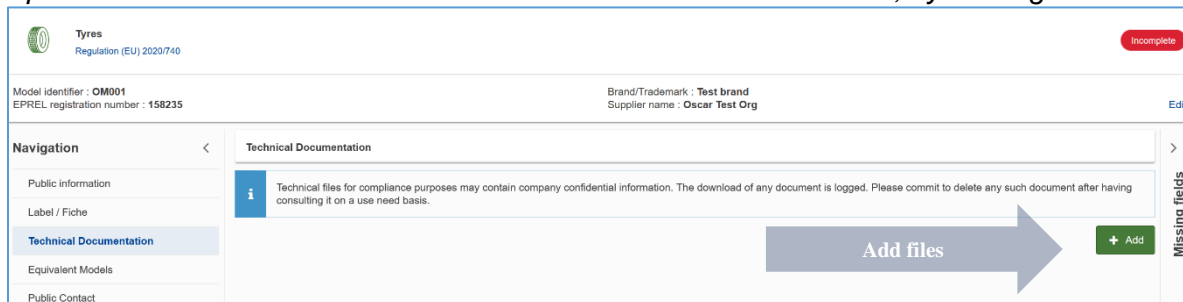 Tyres
Regulation (EU) 2020/740
Incomplete
Model identifier : OM001
Brand/Trademark : Test brand
EPREL registration number : 158235
Supplier name : Oscar Test Org
Edi
Navigation <
Technical Documentation
>
Public information
Technical files for compliance purposes may contain company confidential information. The download of any document is logged. Please commit to delete any such document after having
consulting it on a use need basis.
Label / Fiche
Missing fields
Technical Documentation
Add files
+ Add
Equivalent Models
Public Contact